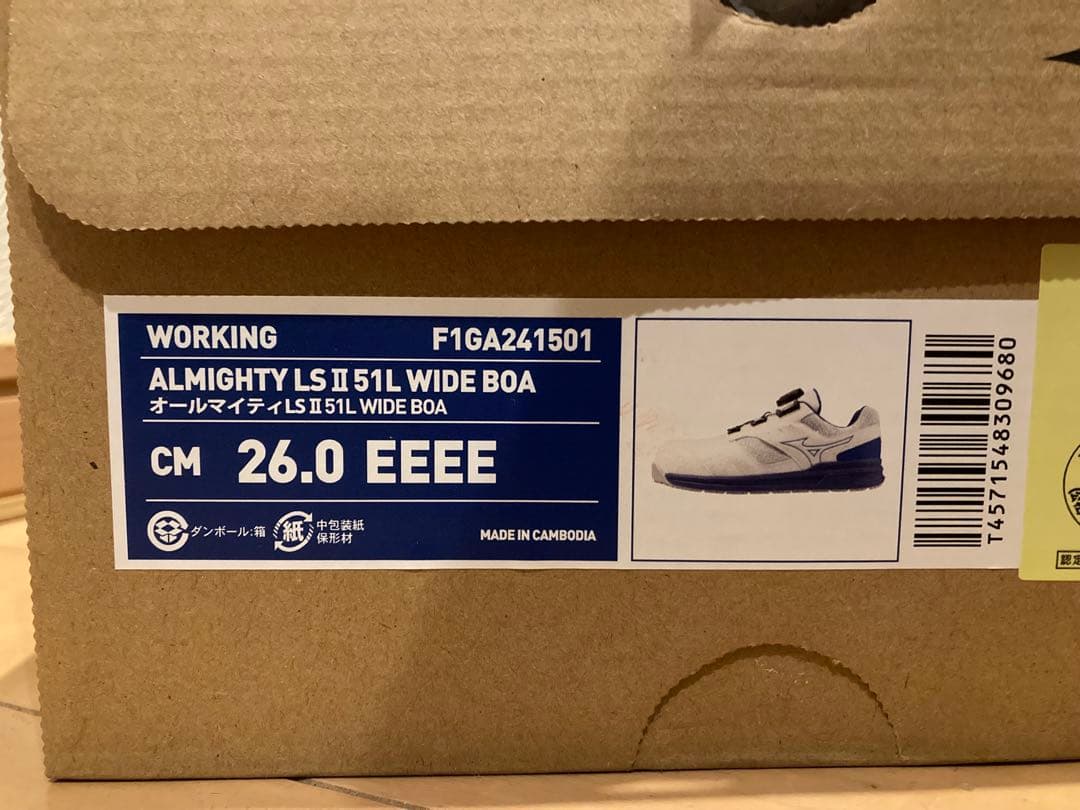 WORKING F1GA241501
ALMIGHTY LS Ⅱ 51L WIDE BOA
オールマイティLS Ⅱ 51L WIDE BOA
CM 26.0 EEEE
ダンボール:箱
紙
中包装紙
保形材
MADE IN CAMBODIA
T4571548309680
認定